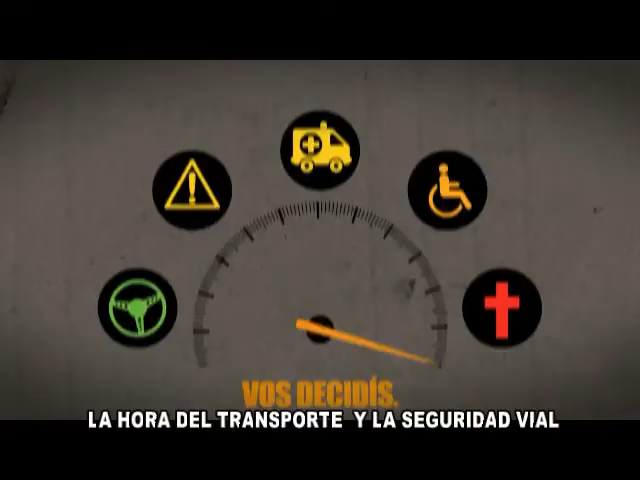 VOS DECIDÍS.
LA HORA DEL TRANSPORTE Y LA SEGURIDAD VIAL